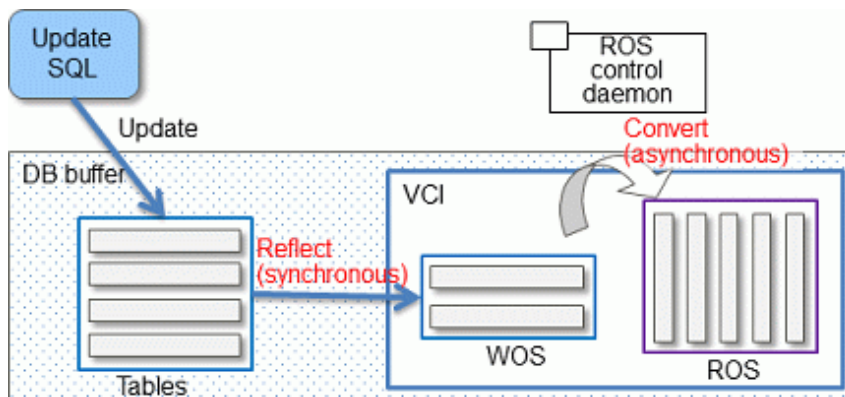 Update
SQL
ROS
control
daemon
Update
Convert
(asynchronous)
DB buffer
VCI
Reflect
(synchronous)
WOS
ROS
Tables